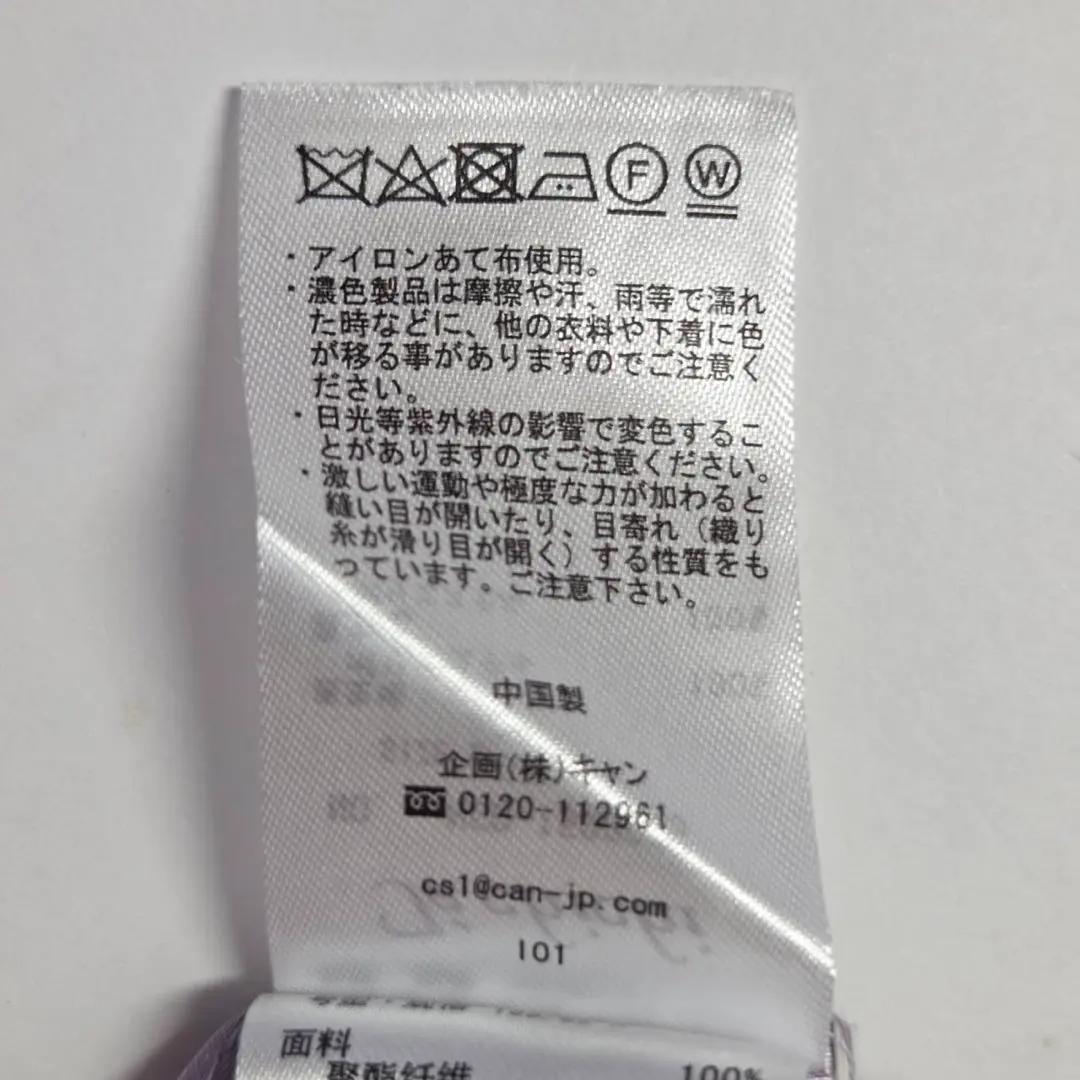 F
W
・アイロンあて布使用。
・濃色製品は摩擦や汗、雨等で濡れ
た時などに、他の衣料や下着に色
が移る事がありますのでご注意く
ださい。
・日光等紫外線の影響で変色するこ
とがありますのでご注意ください。
・激しい運動や極度な力が加わると
縫い目が開いたり、目寄れ（織り
糸が滑り目が開く）する性質をも
っています。ご注意下さい。
中国製
企画(株)キャン
0120-112961
cs1@can-jp.com
I01
面料
聚酯纤维 100%